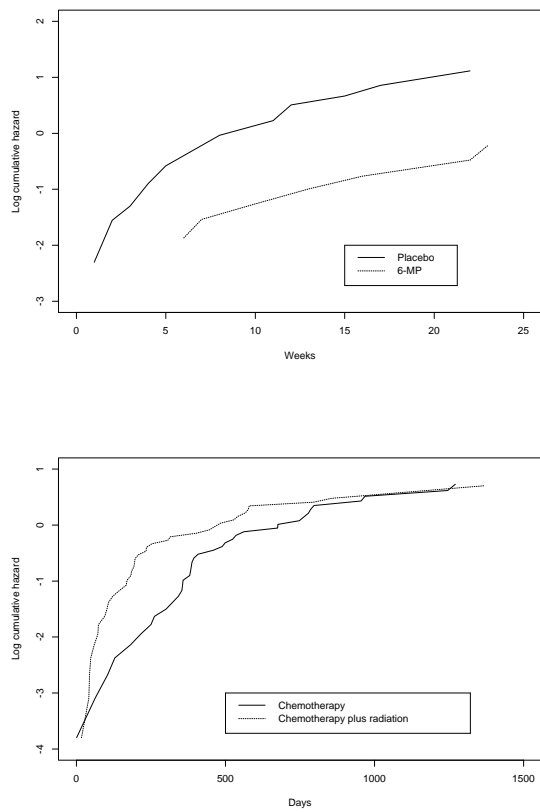 2
1
0
-1
-2
-3
Log cumulative hazard
Placebo
6-MP
0 5 10 15 20 25
Weeks
1
0
-1
-2
-3
-4
Log cumulative hazard
Chemotherapy
Chemotherapy plus radiation
0 500 1000 1500
Days